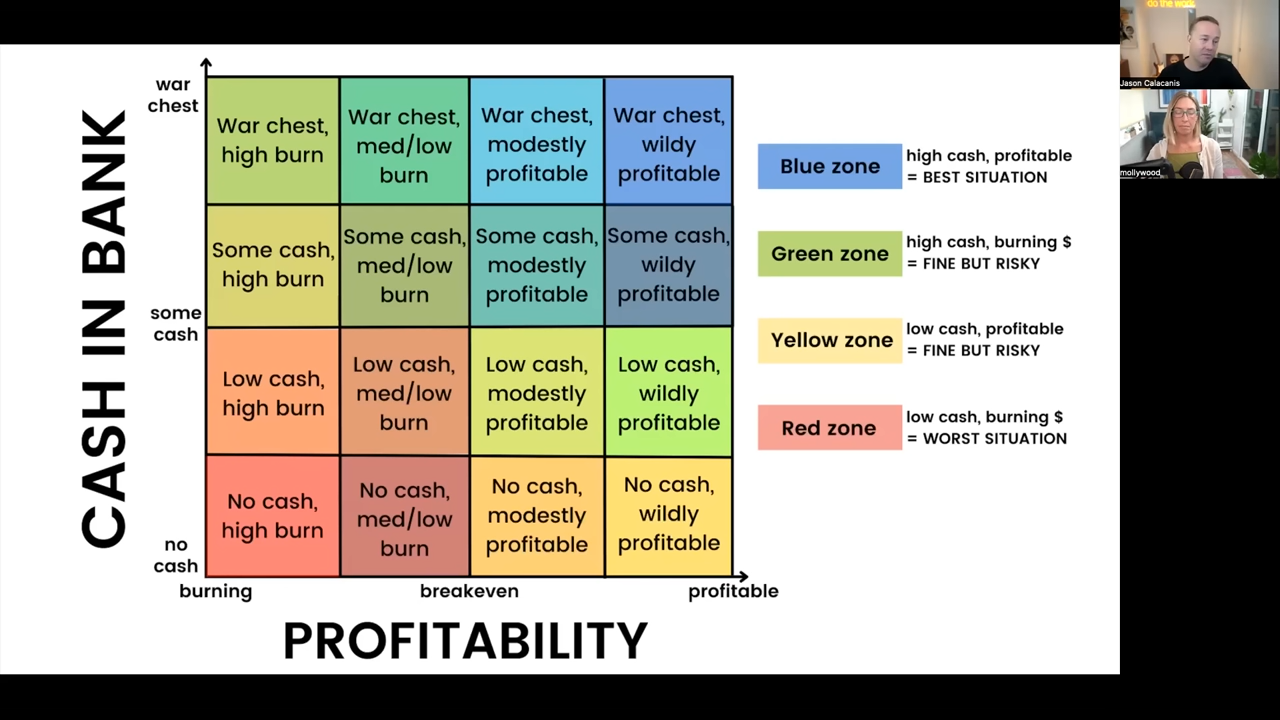 do the work
Jason Calacanis
mollywood
CASH IN BANK
war
chest
some
cash
no
cash
War chest,
high burn
War chest,
med/low
burn
War chest,
modestly
profitable
War chest,
wildy
profitable
Some cash,
high burn
Some cash,
med/low
burn
Some cash,
modestly
profitable
Some cash,
wildy
profitable
Low cash,
high burn
Low cash,
med/low
burn
Low cash,
modestly
profitable
Low cash,
wildly
profitable
No cash,
high burn
No cash,
med/low
burn
No cash,
modestly
profitable
No cash,
wildly
profitable
burning
breakeven
profitable
PROFITABILITY
Blue zone
high cash, profitable
= BEST SITUATION
Green zone
high cash, burning $
= FINE BUT RISKY
Yellow zone
low cash, profitable
= FINE BUT RISKY
Red zone
low cash, burning $
= WORST SITUATION